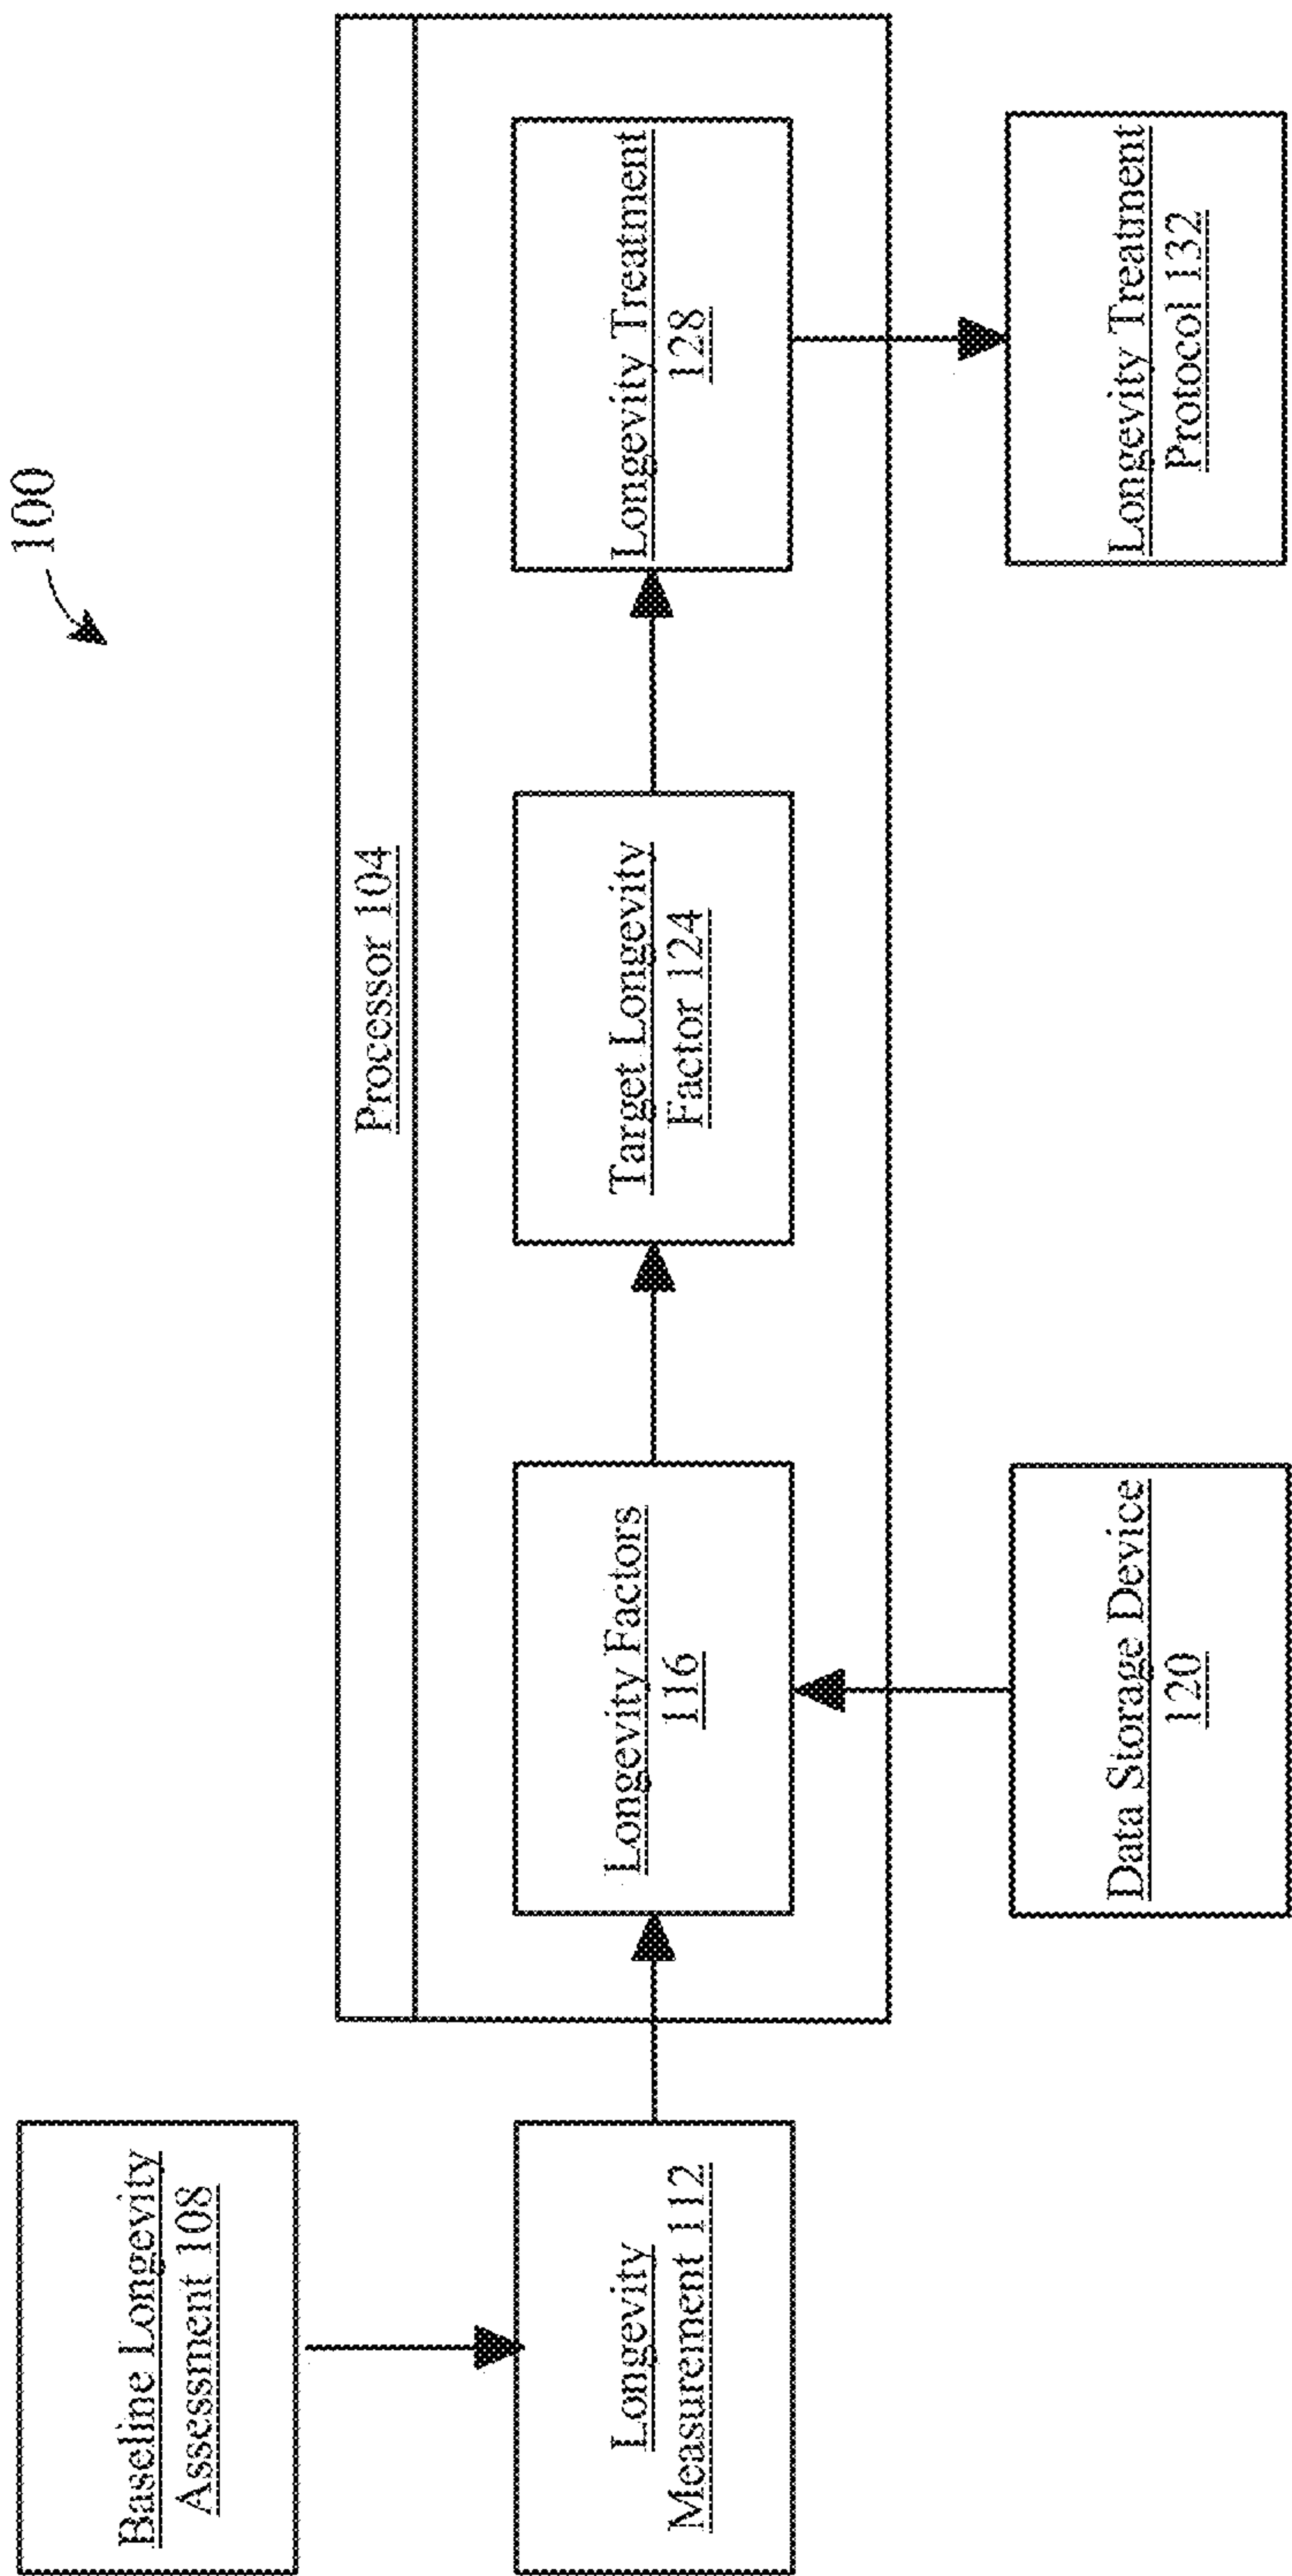 100
Processor 104
Baseline Longevity
Assessment 108
Longevity
Measurement 112
Longevity Factors
116
Target Longevity
Factor 124
Longevity Treatment
128
Data Storage Device
120
Longevity Treatment
Protocol 132